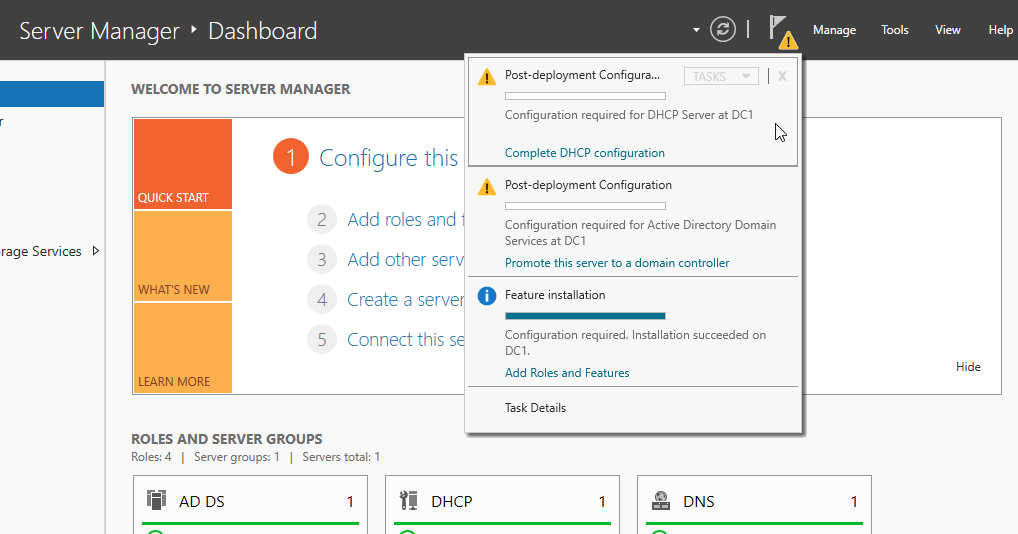 Server Manager ‣ Dashboard
Manage Tools View Help
WELCOME TO SERVER MANAGER
r
rage Services
QUICK START
WHAT'S NEW
LEARN MORE
1 Configure this
2 Add roles and f
3 Add other serv
4 Create a server
5 Connect this se
Hide
Post-deployment Configura...
TASKS
X
Configuration required for DHCP Server at DC1
Complete DHCP configuration
Post-deployment Configuration
Configuration required for Active Directory Domain
Services at DC1
Promote this server to a domain controller
Feature installation
Configuration required. Installation succeeded on
DC1.
Add Roles and Features
Task Details
ROLES AND SERVER GROUPS
Roles: 4 | Server groups: 1 | Servers total: 1
AD DS 1
DHCP 1
DNS 1